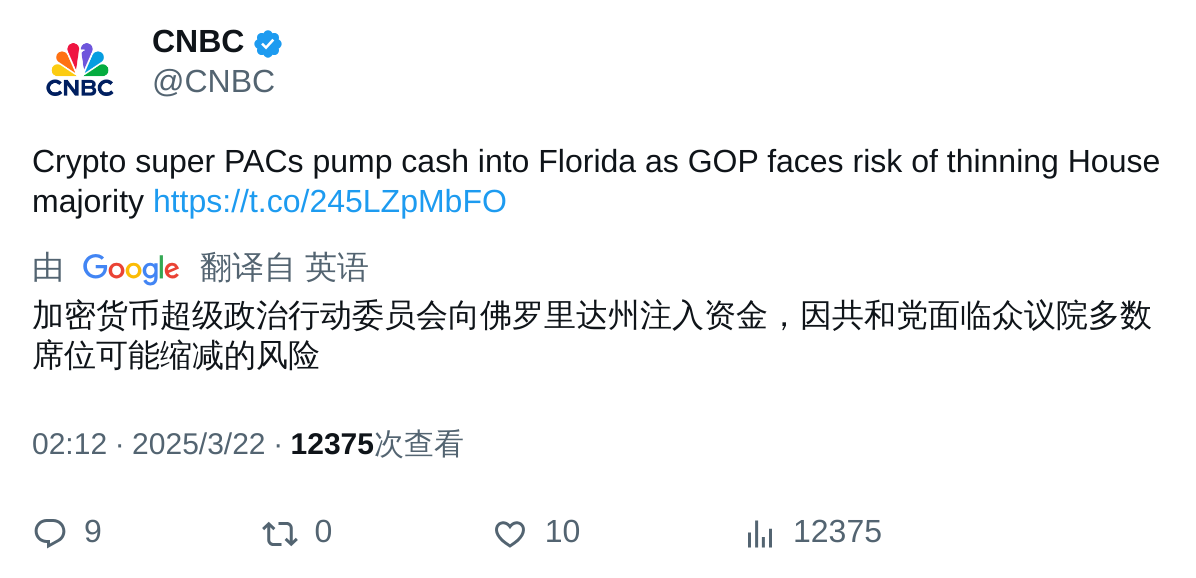 CNBC
CNBC
@CNBC
Crypto super PACs pump cash into Florida as GOP faces risk of thinning House
majority https://t.co/245LZpMbFO
由 Google 翻译自 英语
加密货币超级政治行动委员会向佛罗里达州注入资金，因共和党面临众议院多数
席位可能缩减的风险
02:12 · 2025/3/22 · 12375次查看
9 0 10 12375